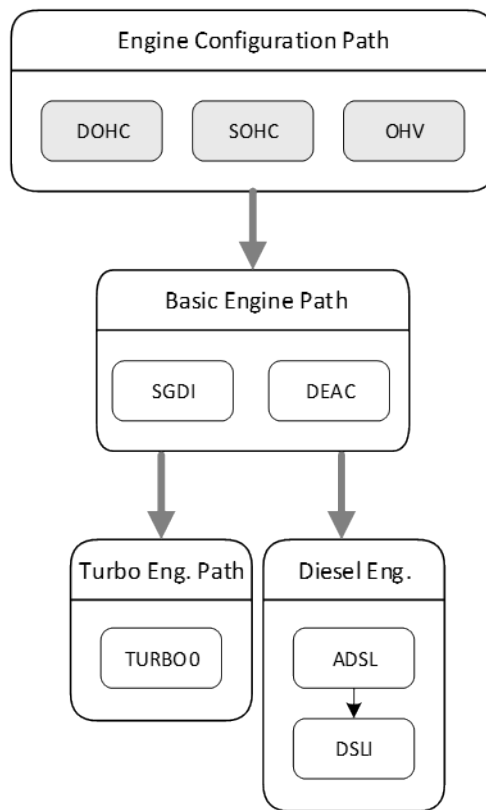 Engine Configuration Path
DOHC
SOHC
OHV
Basic Engine Path
SGDI
DEAC
Turbo Eng. Path
TURBO0
Diesel Eng.
ADSL
DSLI